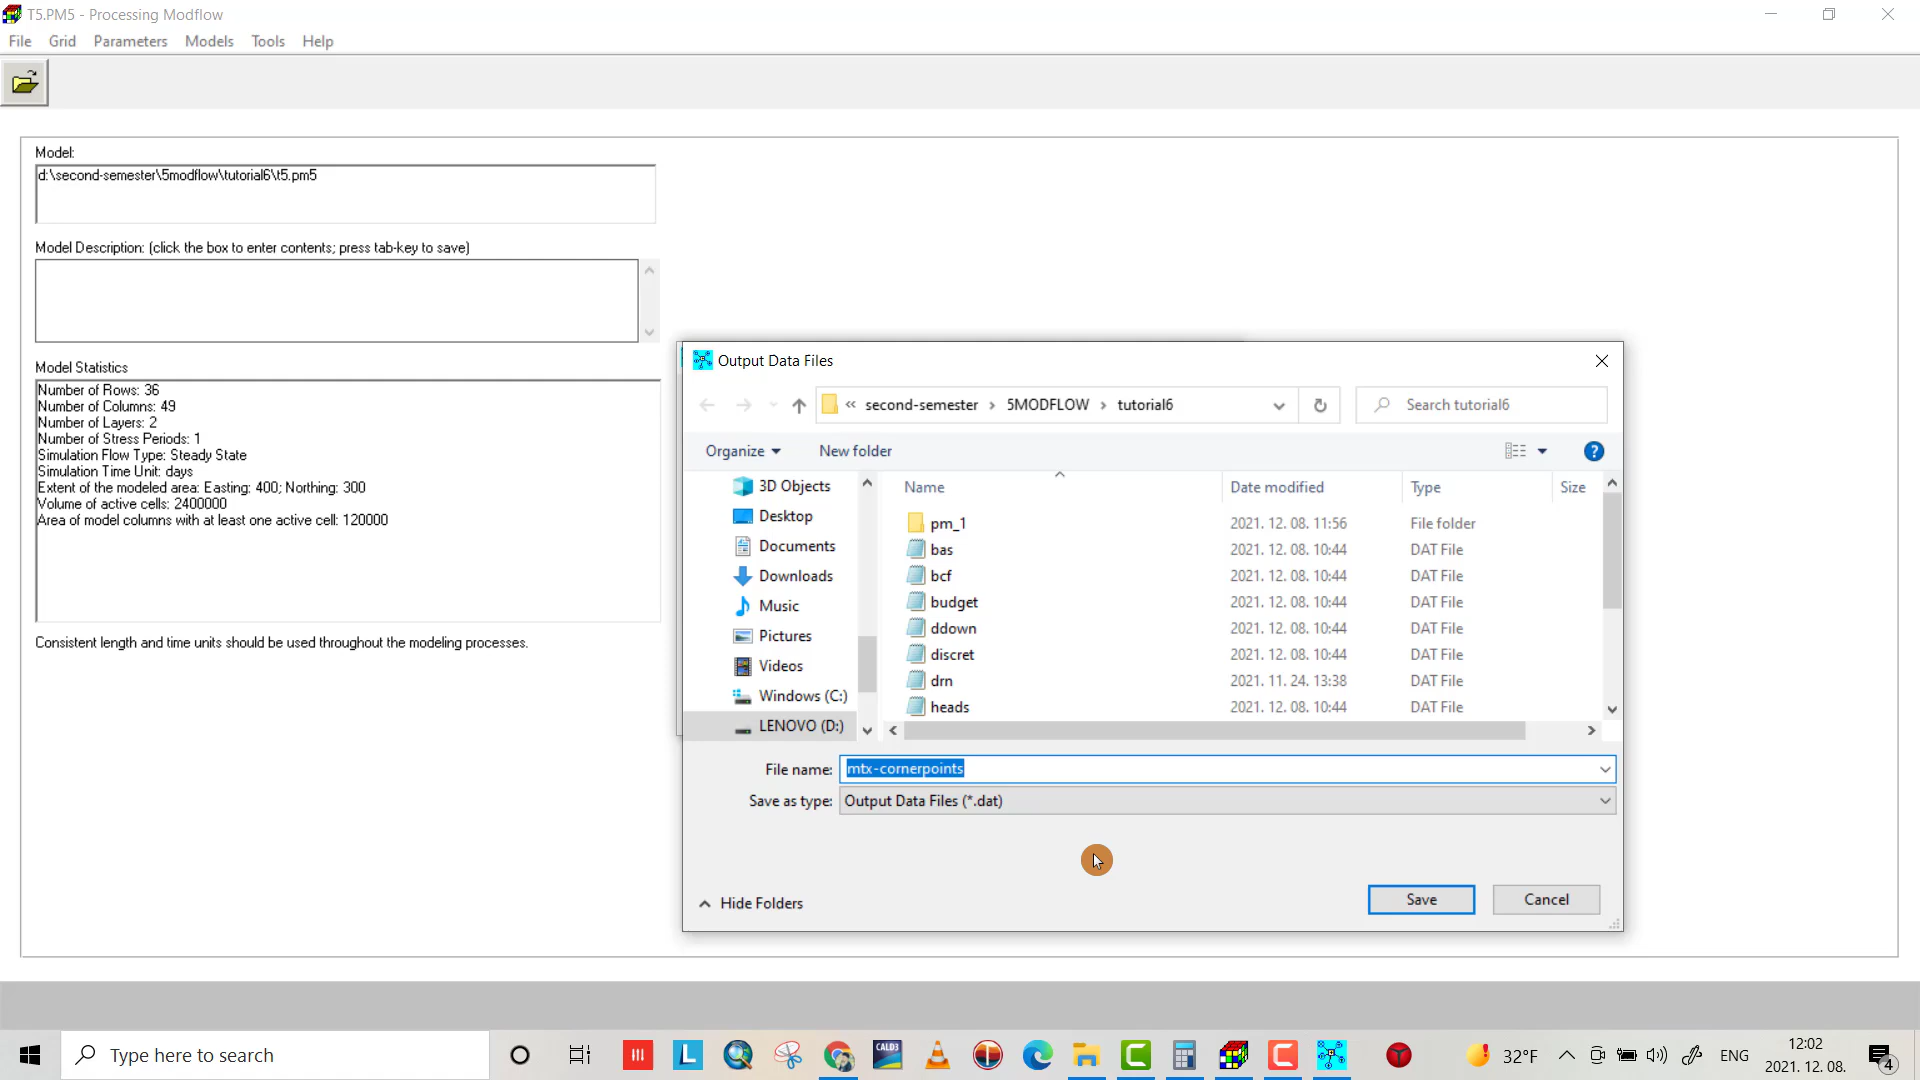 T5.PM5 - Processing Modflow
File Grid Parameters Models Tools Help
Model:
d:\second-semester\5modflow\tutorial6\t5.pm5
Model Description: (click the box to enter contents; press tab-key to save)
Model Statistics
Number of Rows: 36
Number of Columns: 49
Number of Layers: 2
Number of Stress Periods: 1
Simulation Flow Type: Steady State
Simulation Time Unit: days
Extent of the modeled area: Easting: 400; Northing: 300
Volume of active cells: 2400000
Area of model columns with at least one active cell: 120000
Consistent length and time units should be used throughout the modeling processes.
Output Data Files
« second-semester › 5MODFLOW › tutorial6
Search tutorial6
Organize New folder
3D Objects
Desktop
Documents
Downloads
Music
Pictures
Videos
Windows (C:)
LENOVO (D:)
Name Date modified Type Size
pm_1 2021. 12. 08. 11:56 File folder
bas 2021. 12. 08. 10:44 DAT File
bcf 2021. 12. 08. 10:44 DAT File
budget 2021. 12. 08. 10:44 DAT File
ddown 2021. 12. 08. 10:44 DAT File
discret 2021. 12. 08. 10:44 DAT File
drn 2021. 11. 24. 13:38 DAT File
heads 2021. 12. 08. 10:44 DAT File
File name: mtx-cornerpoints
Save as type: Output Data Files (*.dat)
Hide Folders
Save Cancel
Type here to search
L
CALD3
C
C
32°F
ENG
12:02
2021. 12. 08.
4